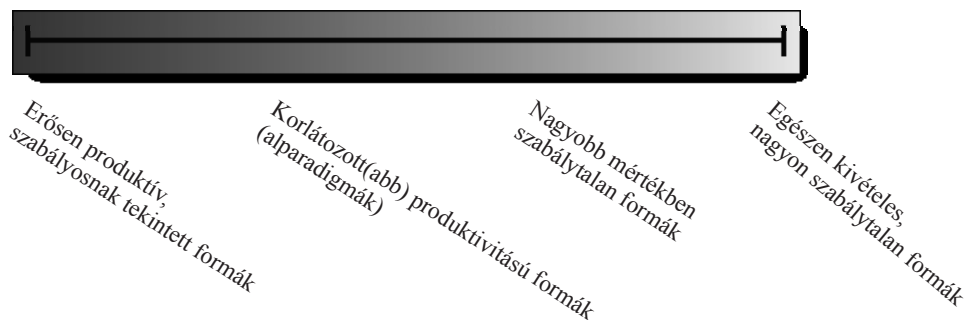 Erősen produktív,
szabályosnak tekintett formák
Korlátozott(abb) produktivitású formák
(alparadigmák)
Nagyobb mértékben
szabálytalan formák
Egészen kivételes,
nagyon szabálytalan formák